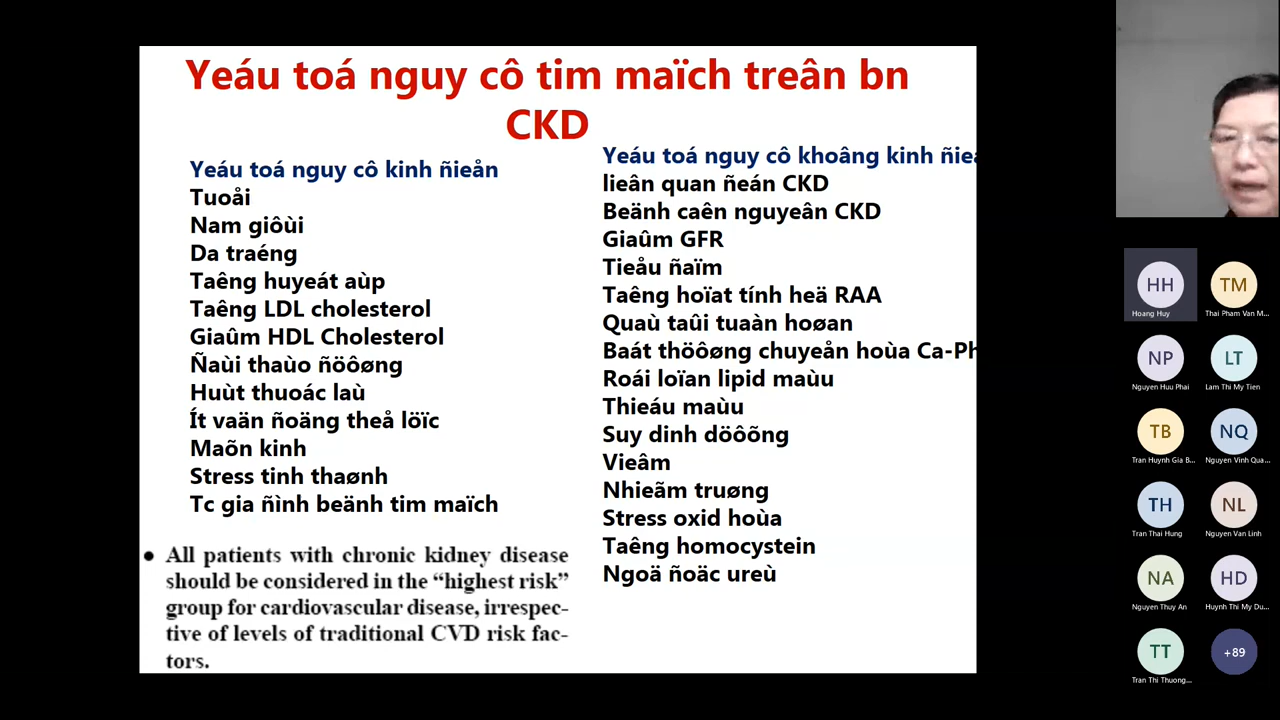 Yeáu toá nguy cô tim maïch treân bn
CKD
Yeáu toá nguy cô kinh ñieån
Tuoåi
Nam giôùi
Da traéng
Taêng huyeát aùp
Taêng LDL cholesterol
Giaûm HDL Cholesterol
Ñaùi thaùo ñöôøng
Huùt thuoác laù
Ít vaän ñoäng theå löïc
Maõn kinh
Stress tinh thaønh
Tc gia ñình beänh tim maïch
All patients with chronic kidney disease
should be considered in the “highest risk”
group for cardiovascular disease, irrespec-
tive of levels of traditional CVD risk fac-
tors.
Yeáu toá nguy cô khoâng kinh ñieå
lieân quan ñeán CKD
Beänh caên nguyeân CKD
Giaûm GFR
Tieåu ñaïm
Taêng hoïat tính heä RAA
Quaù taûi tuaàn hoøan
Baát thöôøng chuyeån hoùa Ca-Ph
Roái loïan lipid maùu
Thieáu maùu
Suy dinh döôõng
Vieâm
Nhieãm truøng
Stress oxid hoùa
Taêng homocystein
Ngoä ñoäc ureù
HH
Hoang Huy
TM
Thai Pham Van M...
NP
Nguyen Huu Phai
LT
Lam Thi My Tien
TB
Tran Huynh Gia B...
NQ
Nguyen Vinh Qua...
TH
Tran Thai Hung
NL
Nguyen Van Linh
NA
Nguyen Thuy An
HD
Huynh Thi My Du...
TT
Tran Thi Thuong...
+89